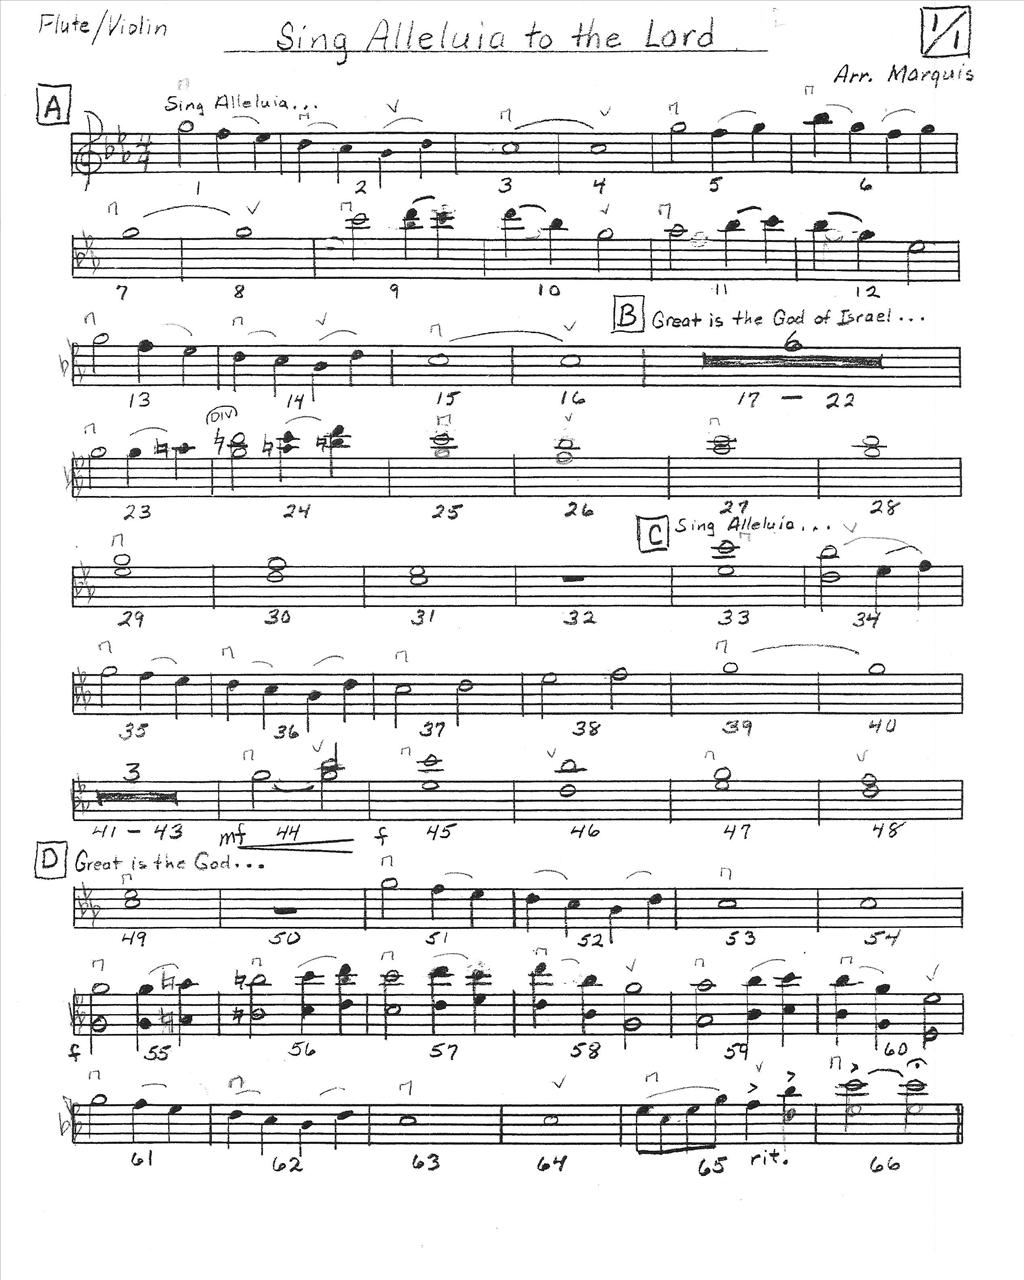 Flute/Violin
Sing Alleluia to the Lord
1/1
Arr. Marquis
A
Sing Alleluia...
4
4
1 2 3 4 5 6
7 8 9 10 11 12
B Great is the God of Israel...
6
13 14 15 16 17 - 22
DIV
23 24 25 26 27 28
C Sing Alleluia...
29 30 31 32 33 34
35 36 37 38 39 40
3
41 - 43 mf 44 f 45 46 47 48
D Great is the God...
49 50 51 52 53 54
f 55 56 57 58 59 60
61 62 63 64 65 rit. 66